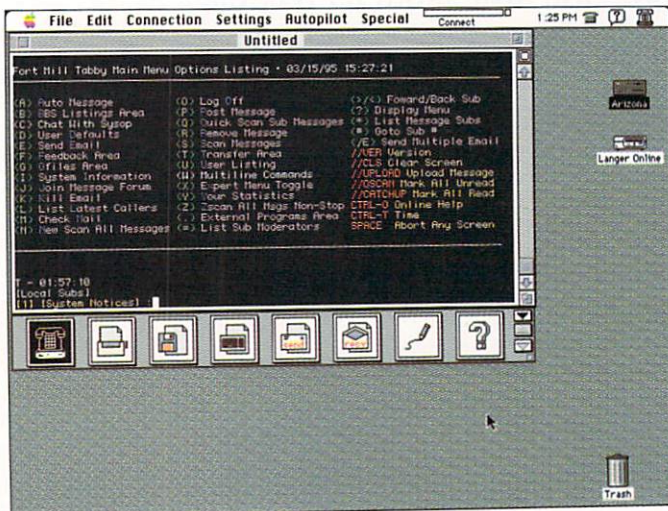 File Edit Connection Settings Autopilot Special Connect 1:25 PM
Untitled
Fort Mill Tabby Main Menu Options Listing • 03/15/95 15:27:21
(A) Auto Message (O) Log Off (>/<) Foward/Back Sub
(B) BBS Listings Area (P) Post Message (?) Display Menu
(C) Chat With Sysop (Q) Quick Scan Sub Messages (*) List Message Subs
(D) User Defaults (R) Remove Message (#) Goto Sub #
(E) Send Email (S) Scan Messages (/E) Send Multiple Email
(F) Feedback Area (T) Transfer Area //VER Version
(G) Gfiles Area (U) User Listing //CLS Clear Screen
(I) System Information (W) Multiline Commands //UPLOAD Upload Message
(J) Join Message Forum (X) Expert Menu Toggle //OSCAN Mark All Unread
(K) Kill Email (Y) Your Statistics //CATCHUP Mark All Read
(L) List Latest Callers (Z) Zscan All Msgs Non-Stop CTRL-O Online Help
(M) Check Mail (.) External Programs Area CTRL-T Time
(N) New Scan All Messages (=) List Sub Moderators SPACE Abort Any Screen
T - 01:57:10
[Local Subs]
[1] [System Notices] :
send recv
Arizona
Langer Online
Trash